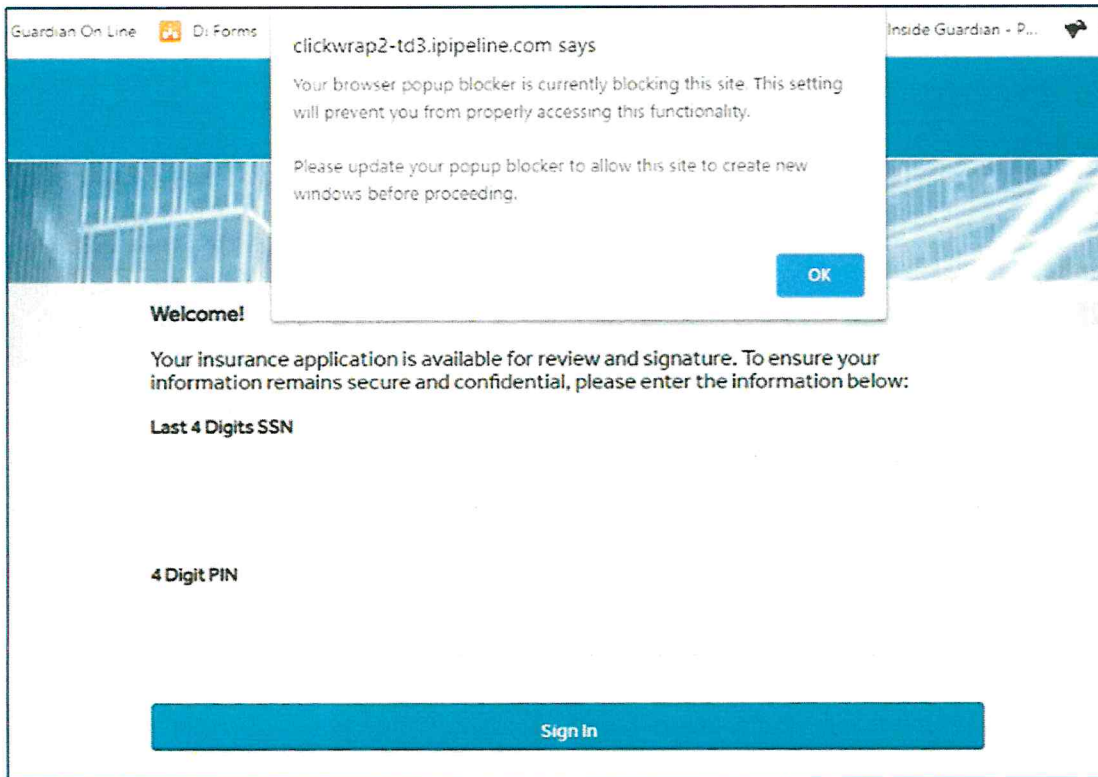 Guardian On Line
Di Forms
Inside Guardian - P...
clickwrap2-td3.ipipeline.com says
Your browser popup blocker is currently blocking this site. This setting
will prevent you from properly accessing this functionality.
Please update your popup blocker to allow this site to create new
windows before proceeding.
OK
Welcome!
Your insurance application is available for review and signature. To ensure your
information remains secure and confidential, please enter the information below:
Last 4 Digits SSN
4 Digit PIN
Sign In